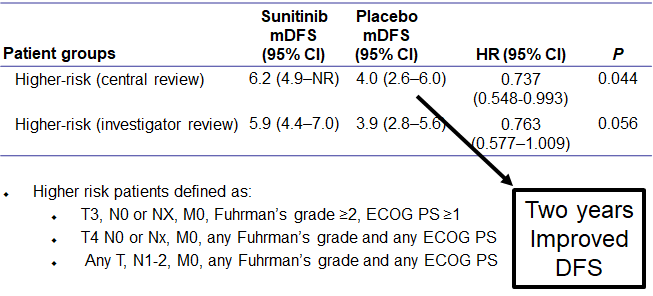 Sunitinib Placebo
mDFS mDFS
Patient groups (95% CI) (95% CI) HR (95% CI) P
Higher-risk (central review) 6.2 (4.9–NR) 4.0 (2.6–6.0) 0.737 0.044
(0.548-0.993)
Higher-risk (investigator review) 5.9 (4.4–7.0) 3.9 (2.8–5.6) 0.763 0.056
(0.577–1.009)
Higher risk patients defined as:
T3, N0 or NX, M0, Fuhrman's grade ≥2, ECOG PS ≥1
T4 N0 or Nx, M0, any Fuhrman's grade and any ECOG PS
Any T, N1-2, M0, any Fuhrman's grade and any ECOG PS
Two years
Improved
DFS